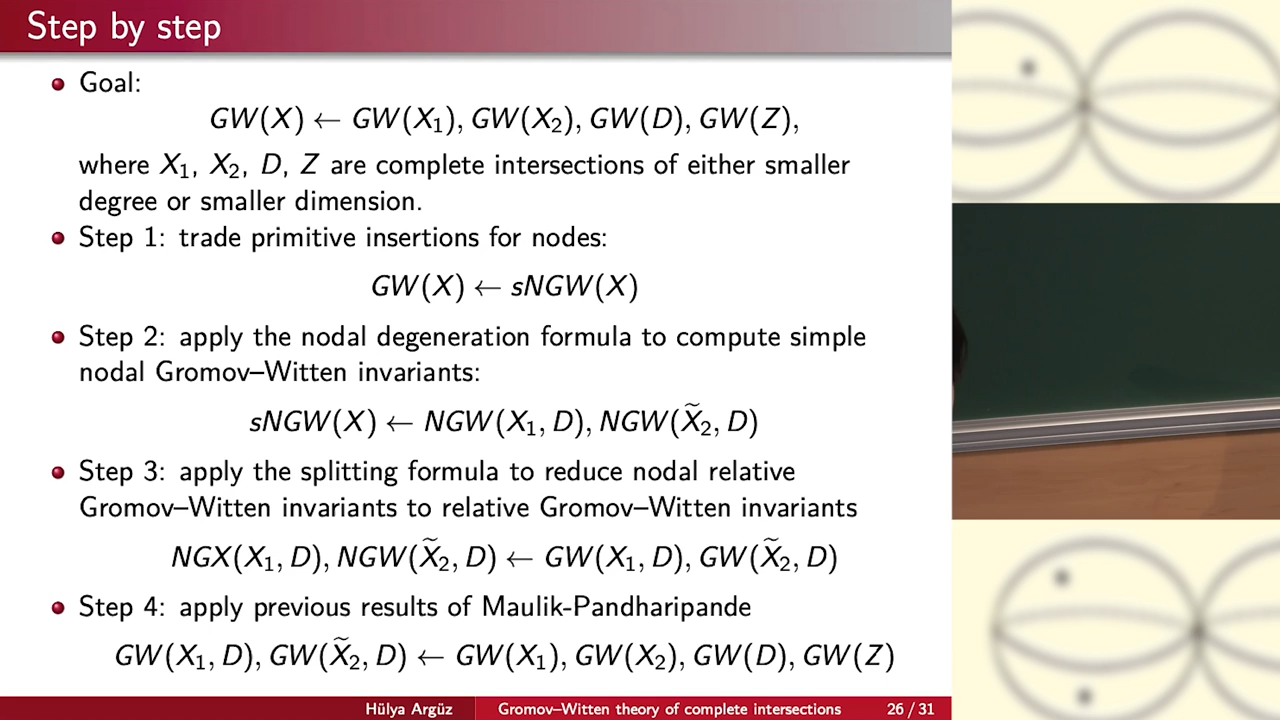 Step by step
• Goal:
GW(X) ← GW(X₁), GW(X₂), GW(D), GW(Z),
where X₁, X₂, D, Z are complete intersections of either smaller
degree or smaller dimension.
• Step 1: trade primitive insertions for nodes:
GW(X) ← sNGW(X)
• Step 2: apply the nodal degeneration formula to compute simple
nodal Gromov–Witten invariants:
sNGW(X) ← NGW(X₁, D), NGW(X̃₂, D)
• Step 3: apply the splitting formula to reduce nodal relative
Gromov–Witten invariants to relative Gromov–Witten invariants
NGX(X₁, D), NGW(X̃₂, D) ← GW(X₁, D), GW(X̃₂, D)
• Step 4: apply previous results of Maulik-Pandharipande
GW(X₁, D), GW(X̃₂, D) ← GW(X₁), GW(X₂), GW(D), GW(Z)
Hülya Argüz Gromov–Witten theory of complete intersections 26 / 31